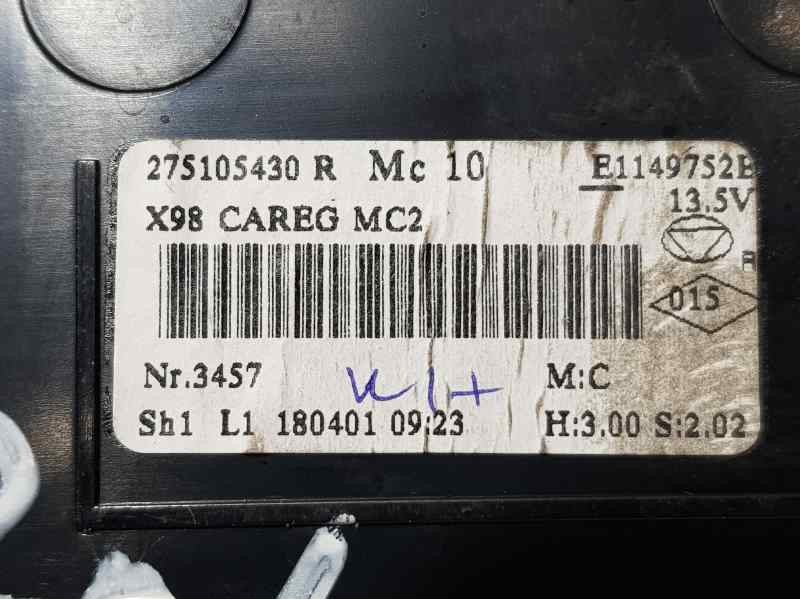 275105430 R Mc 10 E1149752E
13.5V
X98 CAREG MC2
R
015
Nr.3457 M:C
Sh1 L1 180401 09:23 H:3.00 S:2.02